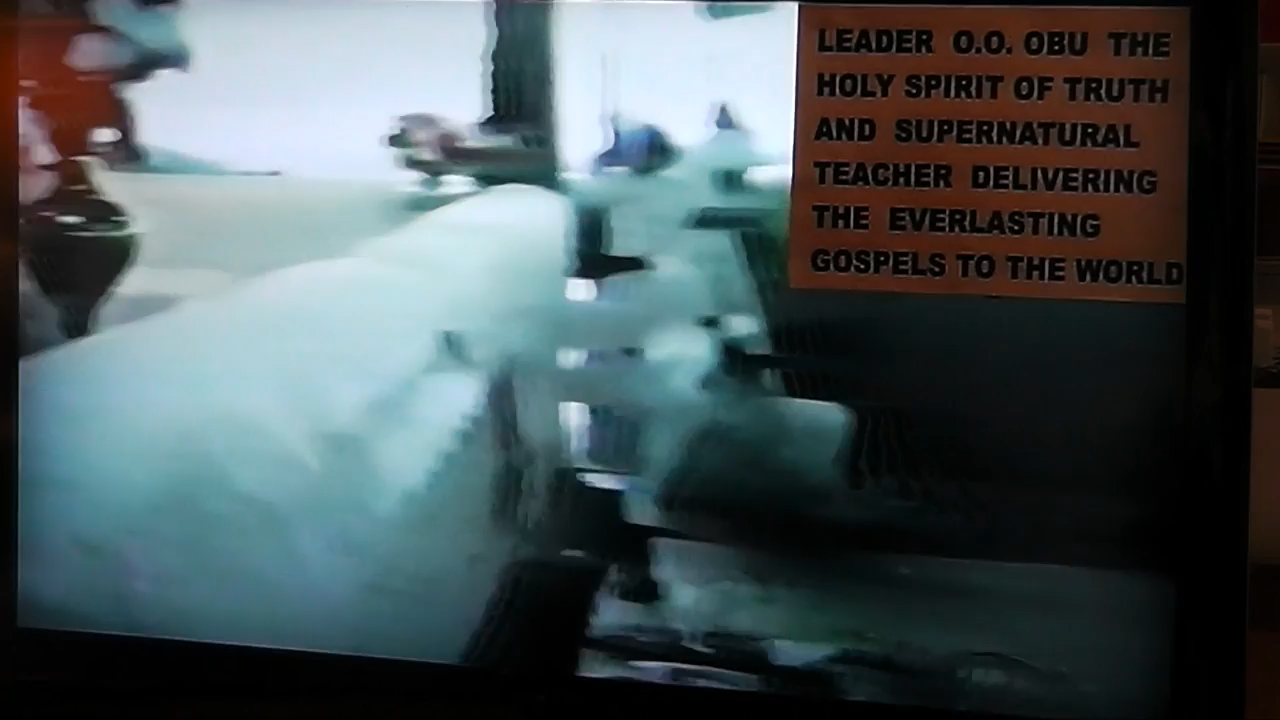 LEADER O.O. OBU THE
HOLY SPIRIT OF TRUTH
AND SUPERNATURAL
TEACHER DELIVERING
THE EVERLASTING
GOSPELS TO THE WORLD